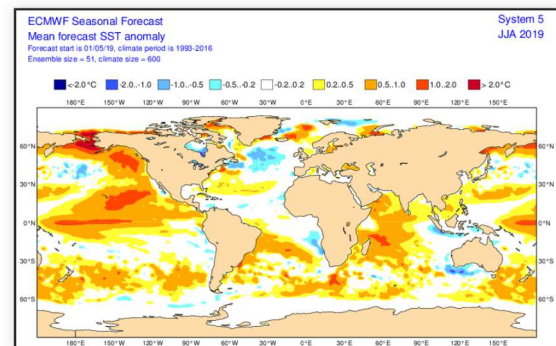 ECMWF Seasonal Forecast
System 5
Mean forecast SST anomaly
JJA 2019
Forecast start is 01/05/19, climate period is 1993-2016
Ensemble size = 51, climate size = 600
<-2.0°C -2.0..-1.0 -1.0..-0.5 -0.5..-0.2 -0.2..0.2 0.2..0.5 0.5..1.0 1.0..2.0 > 2.0°C
180°E 150°W 120°W 90°W 60°W 30°W 0°E 30°E 60°E 90°E 120°E 150°E
60°N 60°N
30°N 30°N
0°N 0°N
30°S 30°S
60°S 60°S
180°E 150°W 120°W 90°W 60°W 30°W 0°E 30°E 60°E 90°E 120°E 150°E